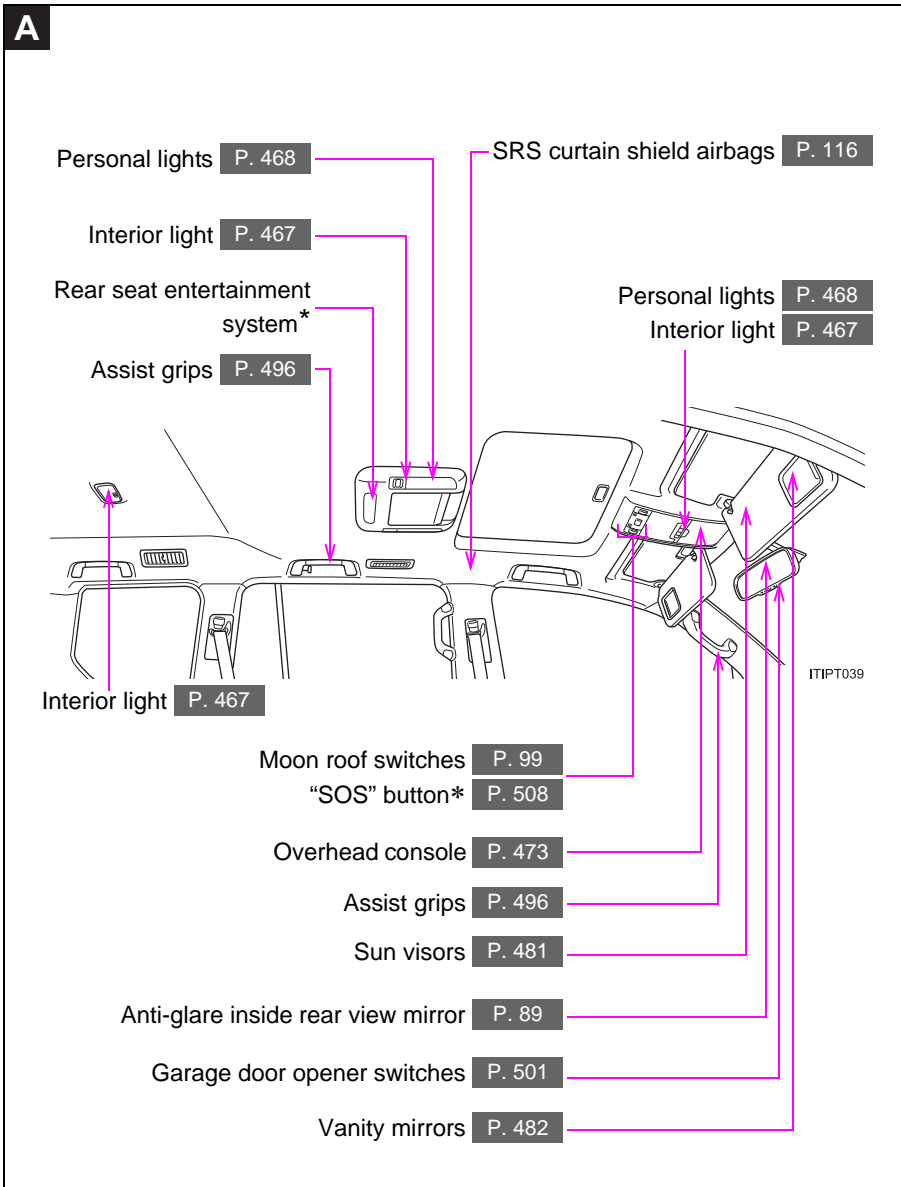 A
Personal lights P. 468
SRS curtain shield airbags P. 116
Interior light P. 467
Rear seat entertainment
system*
Personal lights P. 468
Interior light P. 467
Assist grips P. 496
ITIPT039
Interior light P. 467
Moon roof switches P. 99
“SOS” button* P. 508
Overhead console P. 473
Assist grips P. 496
Sun visors P. 481
Anti-glare inside rear view mirror P. 89
Garage door opener switches P. 501
Vanity mirrors P. 482